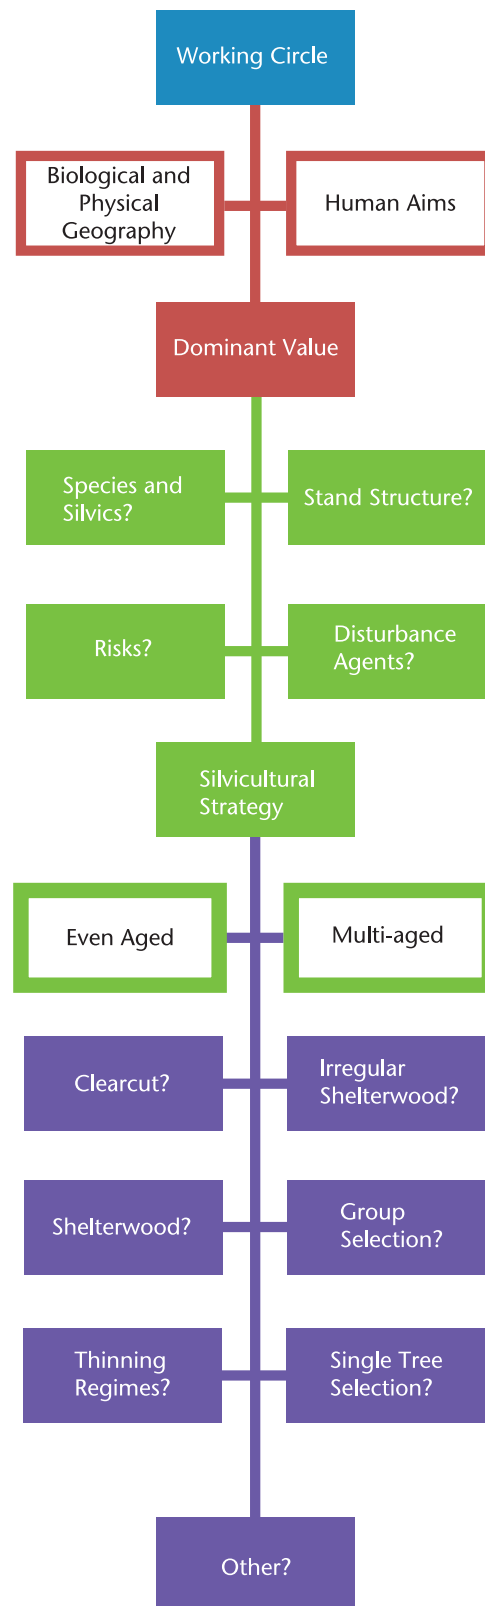 Working Circle
Biological and
Physical
Geography
Human Aims
Dominant Value
Species and
Silvics?
Stand Structure?
Risks?
Disturbance
Agents?
Silvicultural
Strategy
Even Aged
Multi-aged
Clearcut?
Irregular
Shelterwood?
Shelterwood?
Group
Selection?
Thinning
Regimes?
Single Tree
Selection?
Other?